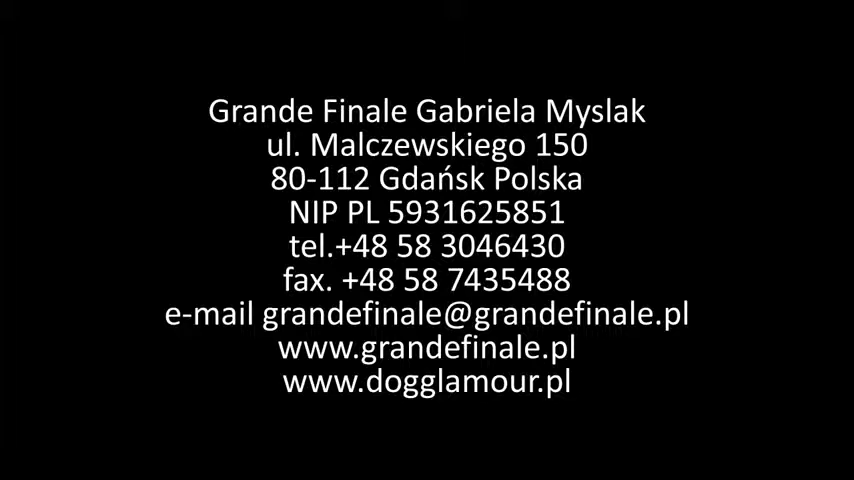 Grande Finale Gabriela Myslak
ul. Malczewskiego 150
80-112 Gdańsk Polska
NIP PL 5931625851
tel.+48 58 3046430
fax. +48 58 7435488
e-mail grandefinale@grandefinale.pl
www.grandefinale.pl
www.dogglamour.pl